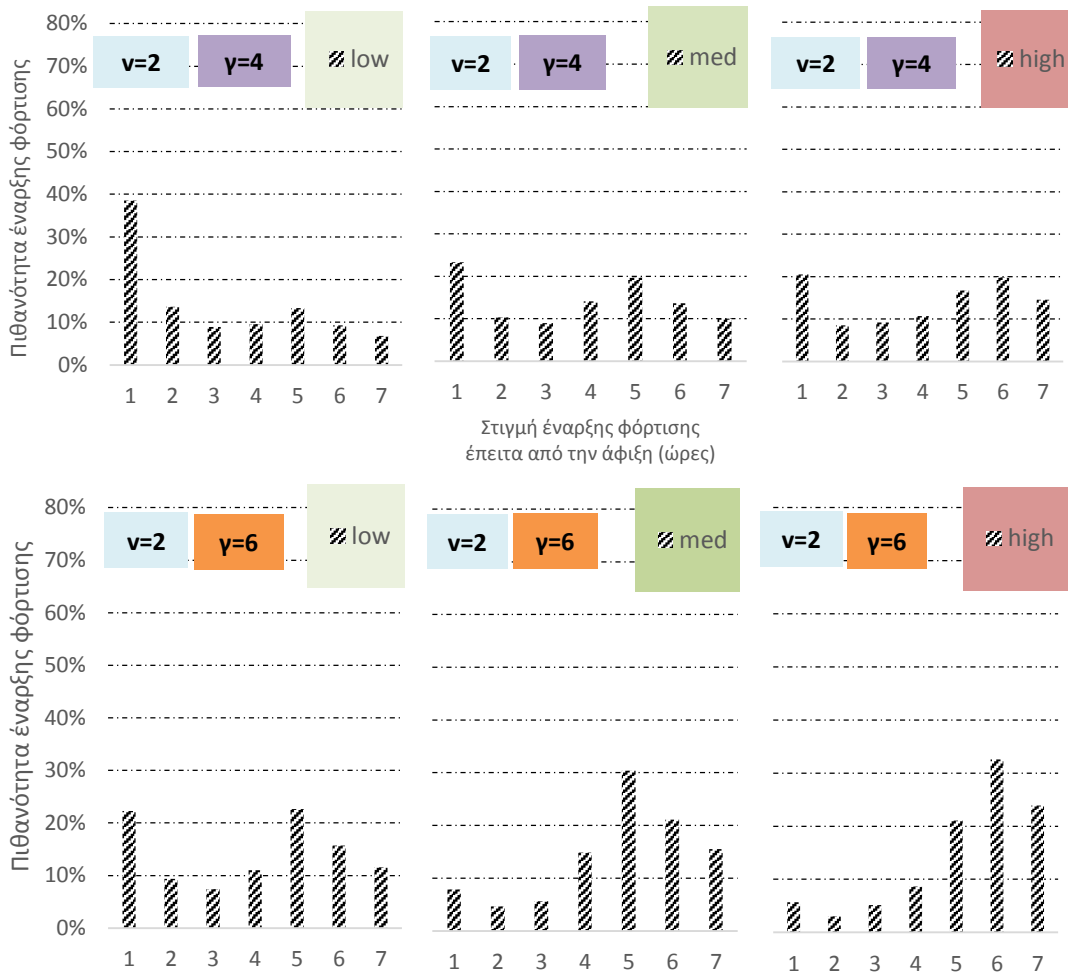 Πιθανότητα έναρξης φόρτισης
80%
70%
60%
50%
40%
30%
20%
10%
0%
v=2 γ=4 low
1 2 3 4 5 6 7
v=2 γ=4 med
1 2 3 4 5 6 7
v=2 γ=4 high
1 2 3 4 5 6 7
Στιγμή έναρξης φόρτισης
έπειτα από την άφιξη (ώρες)
Πιθανότητα έναρξης φόρτισης
80%
70%
60%
50%
40%
30%
20%
10%
0%
v=2 γ=6 low
1 2 3 4 5 6 7
v=2 γ=6 med
1 2 3 4 5 6 7
v=2 γ=6 high
1 2 3 4 5 6 7